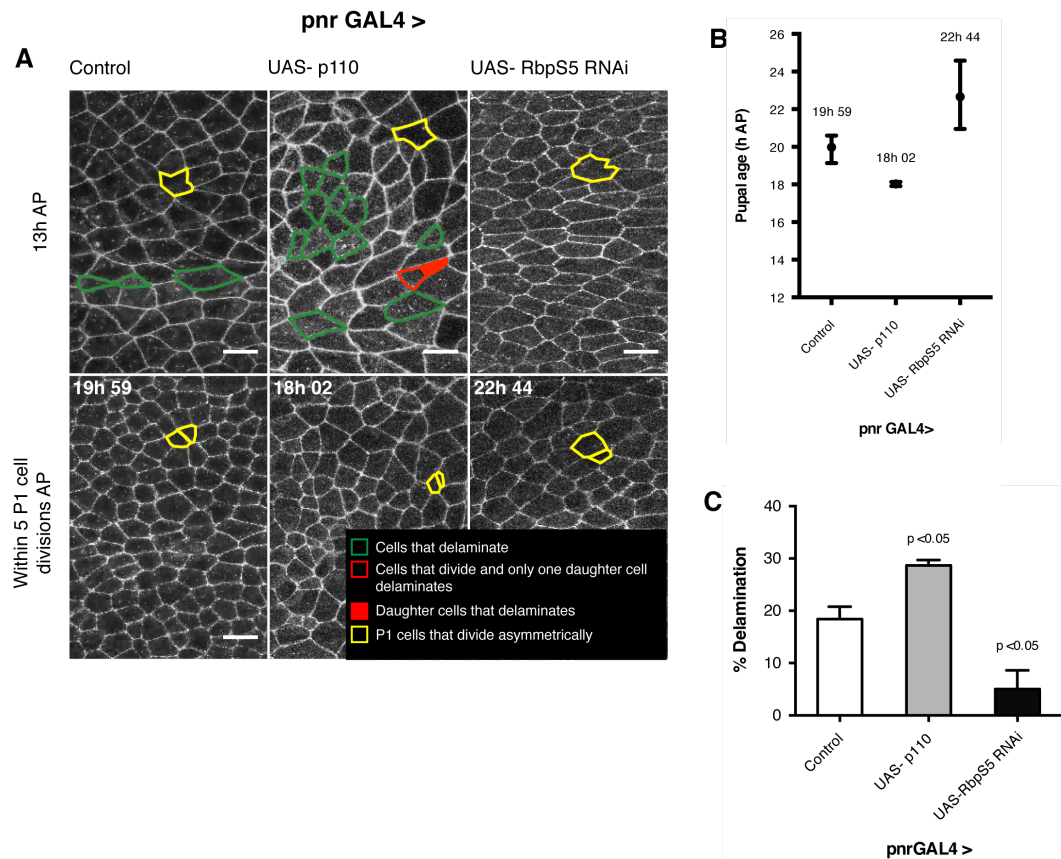 pnr GAL4 >
A
Control
UAS- p110
UAS- RbpS5 RNAi
13h AP
Within 5 P1 cell
divisions AP
19h 59
18h 02
22h 44
Cells that delaminate
Cells that divide and only one daughter cell
delaminates
Daughter cells that delaminates
P1 cells that divide asymmetrically
B
Pupal age (h AP)
26
24
22
20
18
16
14
12
19h 59
18h 02
22h 44
Control
UAS- p110
UAS- RbpS5 RNAi
pnr GAL4>
C
% Delamination
40
30
20
10
0
p <0.05
p <0.05
Control
UAS- p110
UAS-RbpS5 RNAi
pnrGAL4 >